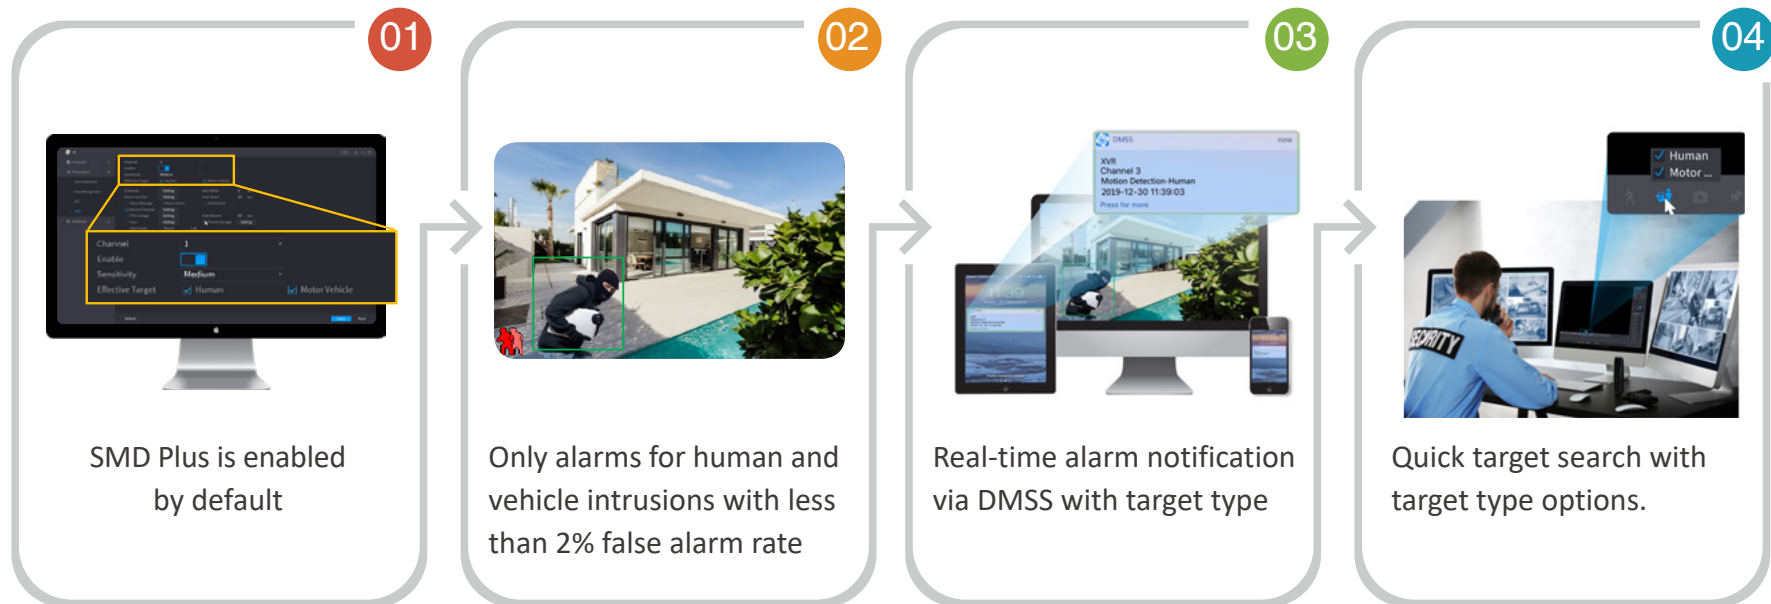 01
Channel 1
Enable
Sensitivity Medium
Effective Target Human Motor Vehicle
SMD Plus is enabled
by default
02
Only alarms for human and
vehicle intrusions with less
than 2% false alarm rate
03
DMSS now
XVR
Channel 3
Motion Detection-Human
2019-12-30 11:39:03
Press for more
11:39
Real-time alarm notification
via DMSS with target type
04
Human
Motor ...
SECURITY
Quick target search with
target type options.